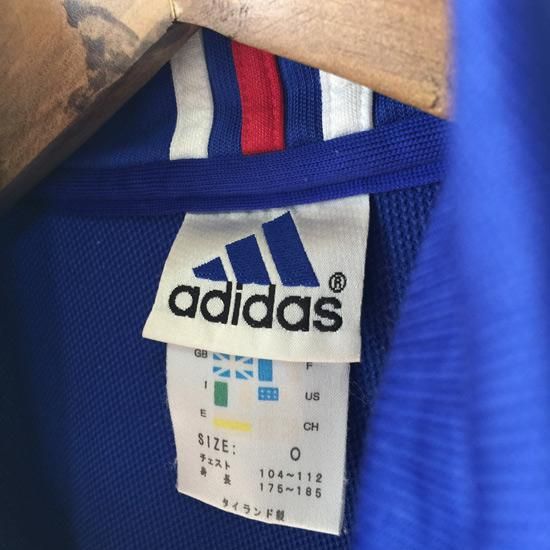 adidas®
GB F
I US
E CH
SIZE: O
チェスト 104~112
身長 175~185
タイランド製